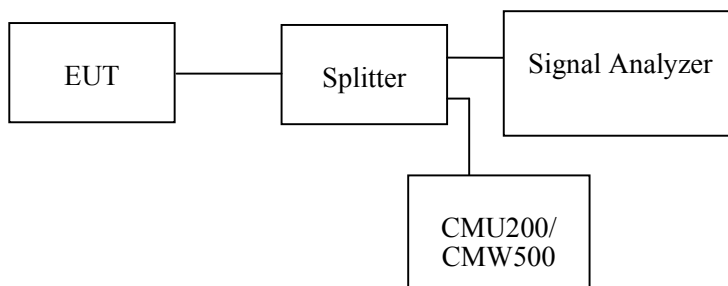 EUT
Splitter
Signal Analyzer
CMU200/
CMW500